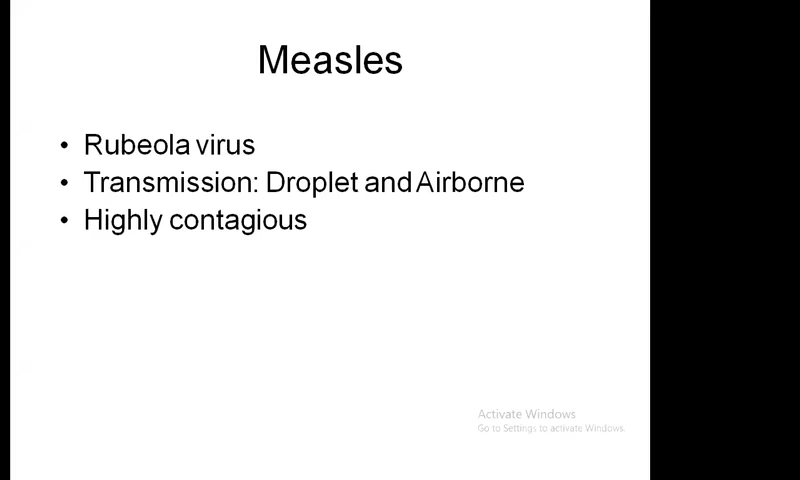 Measles
• Rubeola virus
• Transmission: Droplet and Airborne
• Highly contagious
Activate Windows
Go to Settings to activate Windows.